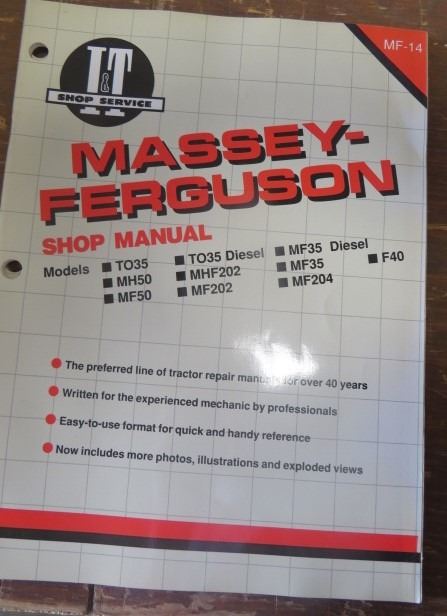 MF-14
I&T
SHOP SERVICE
MASSEY-
FERGUSON
SHOP MANUAL
Models ■ TO35 ■ TO35 Diesel ■ MF35 Diesel ■ F40
■ MH50 ■ MHF202 ■ MF35
■ MF50 ■ MF202 ■ MF204
● The preferred line of tractor repair manuals for over 40 years
● Written for the experienced mechanic by professionals
● Easy-to-use format for quick and handy reference
● Now includes more photos, illustrations and exploded views